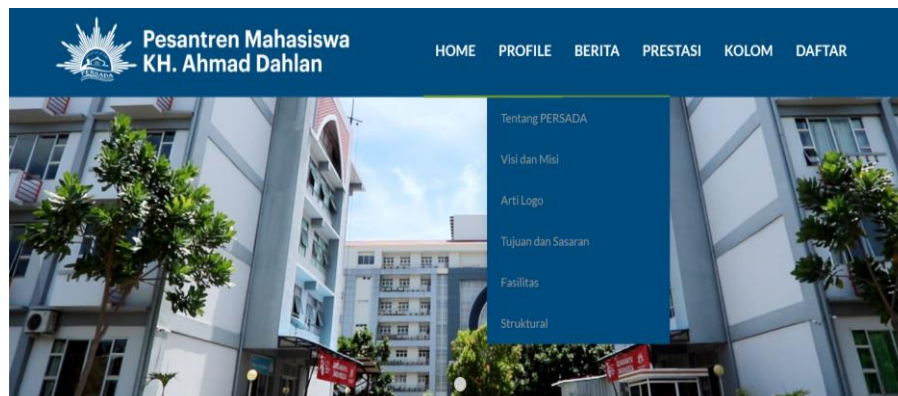 Pesantren Mahasiswa
KH. Ahmad Dahlan
PERSADA
HOME PROFILE BERITA PRESTASI KOLOM DAFTAR
Tentang PERSADA
Visi dan Misi
Arti Logo
Tujuan dan Sasaran
Fasilitas
Struktural